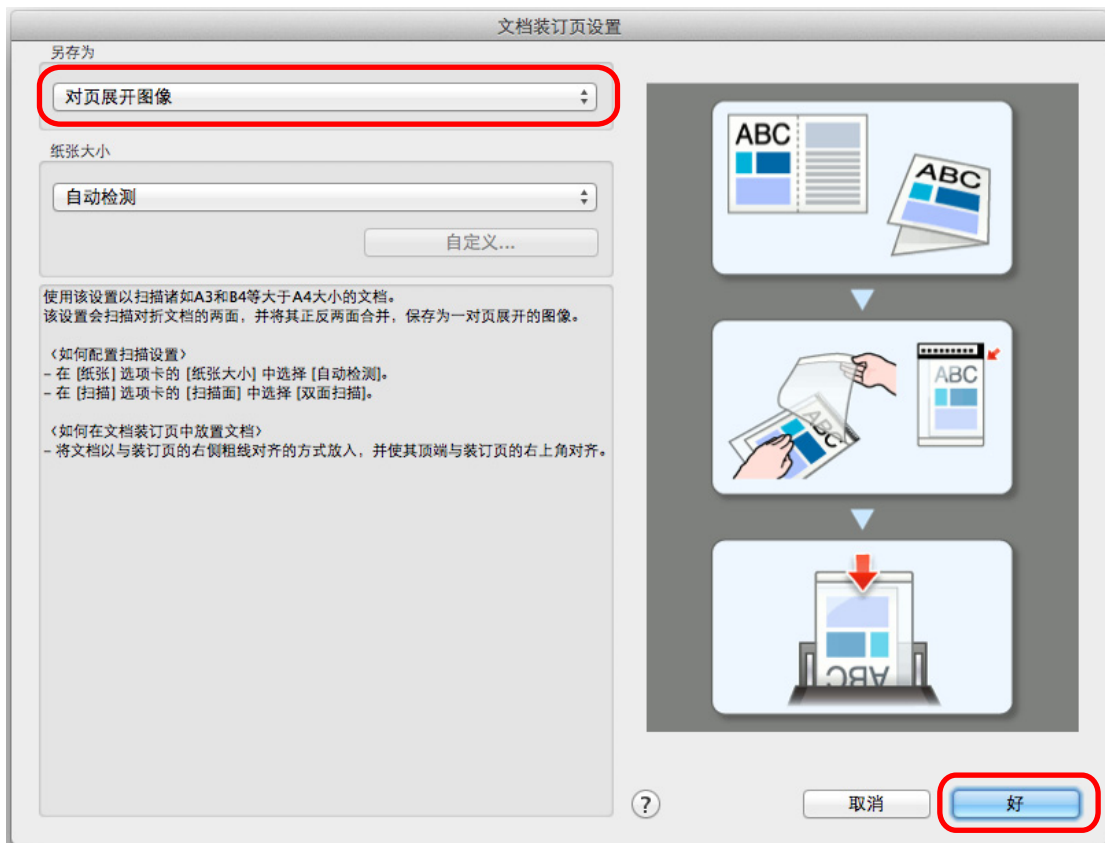 文档装订页设置
另存为
对页展开图像
纸张大小
自动检测
自定义...
使用该设置以扫描诸如A3和B4等大于A4大小的文档。
该设置会扫描对折文档的两面，并将其正反两面合并，保存为一对页展开的图像。
〈如何配置扫描设置〉
- 在 [纸张] 选项卡的 [纸张大小] 中选择 [自动检测]。
- 在 [扫描] 选项卡的 [扫描面] 中选择 [双面扫描]。
〈如何在文档装订页中放置文档〉
- 将文档以与装订页的右侧粗线对齐的方式放入，并使其顶端与装订页的右上角对齐。
ABC
ABC
ABC
ABC
ABC
?
取消
好